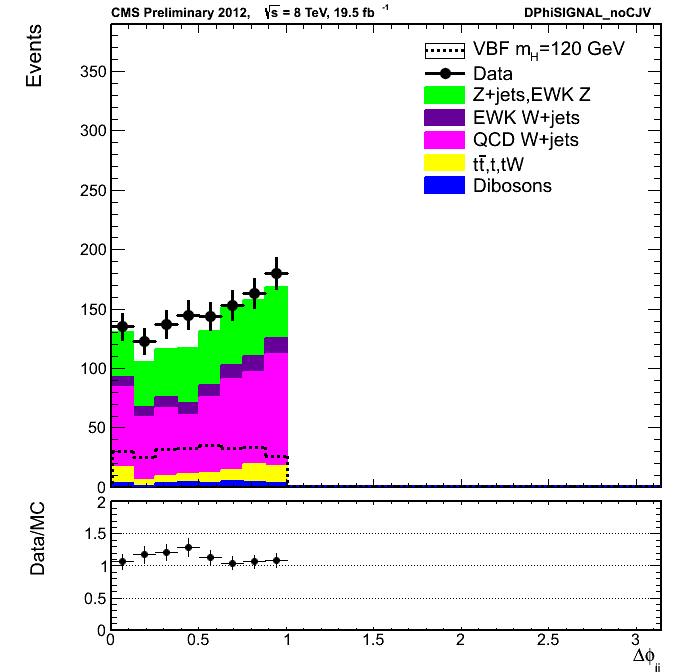 CMS Preliminary 2012, √s = 8 TeV, 19.5 fb⁻¹ DPhiSIGNAL_noCJV
Events
VBF m_H=120 GeV
Data
Z+jets,EWK Z
EWK W+jets
QCD W+jets
tt̄,t,tW
Dibosons
350
300
250
200
150
100
50
0
Data/MC
2
1.5
1
0.5
0
0 0.5 1 1.5 2 2.5 3
Δϕ_jj